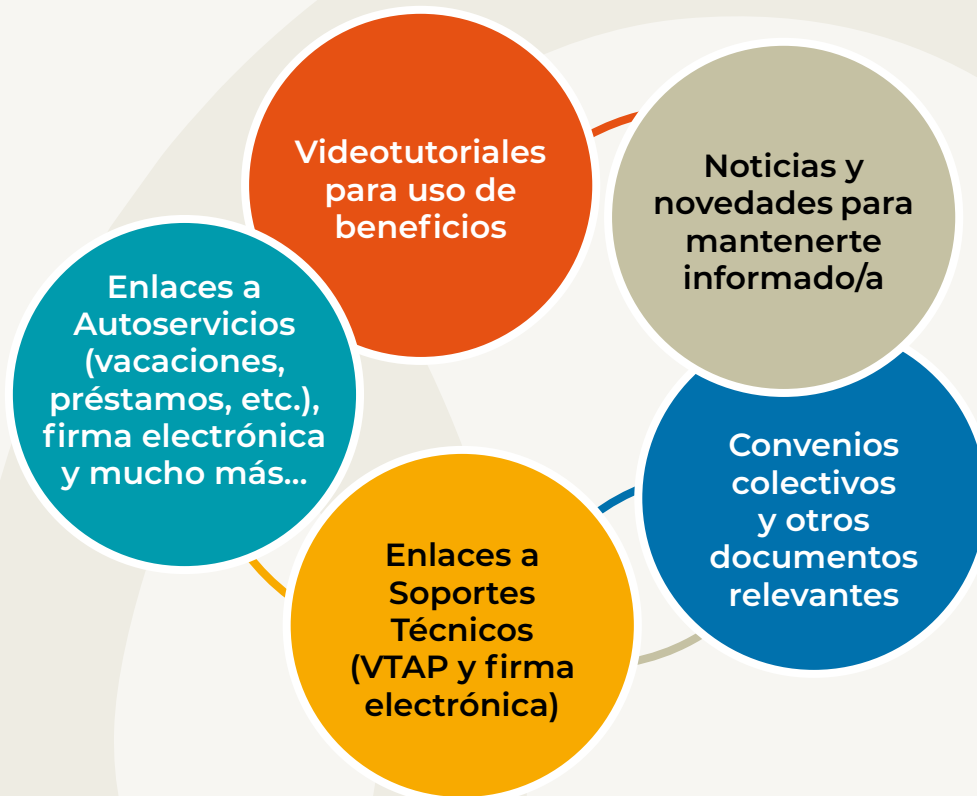 Videotutoriales
para uso de
beneficios
Noticias y
novedades para
mantenerte
informado/a
Enlaces a
Autoservicios
(vacaciones,
préstamos, etc.),
firma electrónica
y mucho más...
Convenios
colectivos
y otros
documentos
relevantes
Enlaces a
Soportes
Técnicos
(VTAP y firma
electrónica)